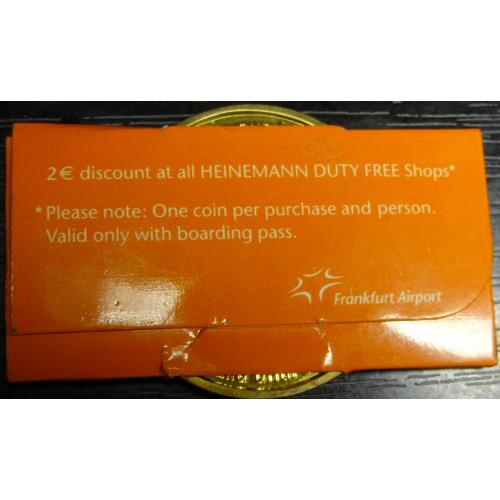 2€ discount at all HEINEMANN DUTY FREE Shops*
*Please note: One coin per purchase and person.
Valid only with boarding pass.
Frankfurt Airport